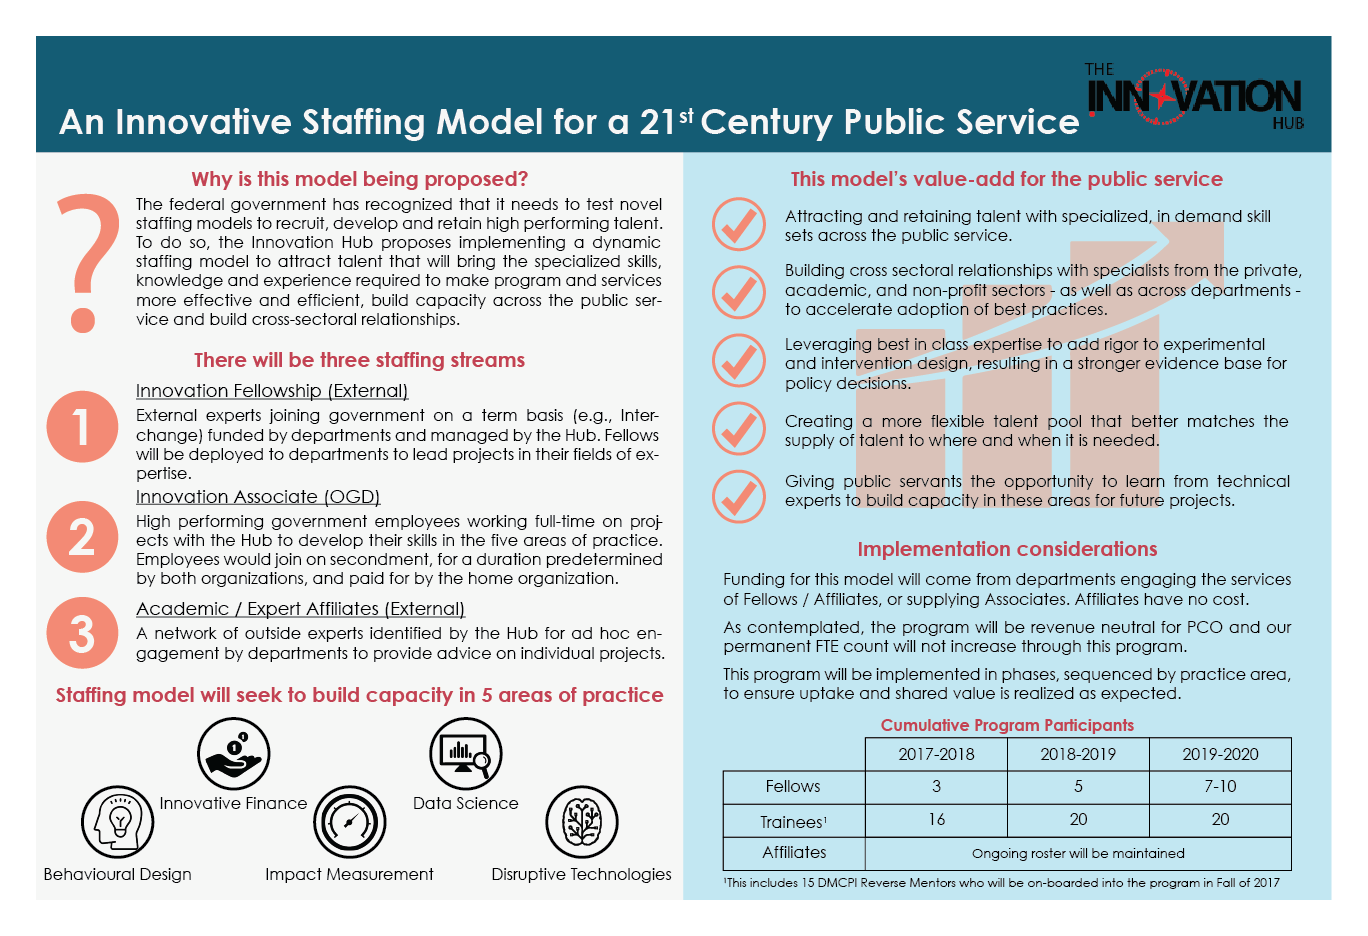 An Innovative Staffing Model for a 21st Century Public Service
THE
INNOVATION
HUB
Why is this model being proposed?
?
The federal government has recognized that it needs to test novel
staffing models to recruit, develop and retain high performing talent.
To do so, the Innovation Hub proposes implementing a dynamic
staffing model to attract talent that will bring the specialized skills,
knowledge and experience required to make program and services
more effective and efficient, build capacity across the public ser-
vice and build cross-sectoral relationships.
There will be three staffing streams
1
Innovation Fellowship (External)
External experts joining government on a term basis (e.g., Inter-
change) funded by departments and managed by the Hub. Fellows
will be deployed to departments to lead projects in their fields of ex-
pertise.
2
Innovation Associate (OGD)
High performing government employees working full-time on proj-
ects with the Hub to develop their skills in the five areas of practice.
Employees would join on secondment, for a duration predetermined
by both organizations, and paid for by the home organization.
3
Academic / Expert Affiliates (External)
A network of outside experts identified by the Hub for ad hoc en-
gagement by departments to provide advice on individual projects.
Staffing model will seek to build capacity in 5 areas of practice
Innovative Finance
Data Science
Behavioural Design
Impact Measurement
Disruptive Technologies
This model's value-add for the public service
Attracting and retaining talent with specialized, in demand skill
sets across the public service.
Building cross sectoral relationships with specialists from the private,
academic, and non-profit sectors - as well as across departments -
to accelerate adoption of best practices.
Leveraging best in class expertise to add rigor to experimental
and intervention design, resulting in a stronger evidence base for
policy decisions.
Creating a more flexible talent pool that better matches the
supply of talent to where and when it is needed.
Giving public servants the opportunity to learn from technical
experts to build capacity in these areas for future projects.
Implementation considerations
Funding for this model will come from departments engaging the services
of Fellows / Affiliates, or supplying Associates. Affiliates have no cost.
As contemplated, the program will be revenue neutral for PCO and our
permanent FTE count will not increase through this program.
This program will be implemented in phases, sequenced by practice area,
to ensure uptake and shared value is realized as expected.
Cumulative Program Participants
2017-2018 2018-2019 2019-2020
Fellows 3 5 7-10
Trainees¹ 16 20 20
Affiliates Ongoing roster will be maintained
¹This includes 15 DMCPI Reverse Mentors who will be on-boarded into the program in Fall of 2017